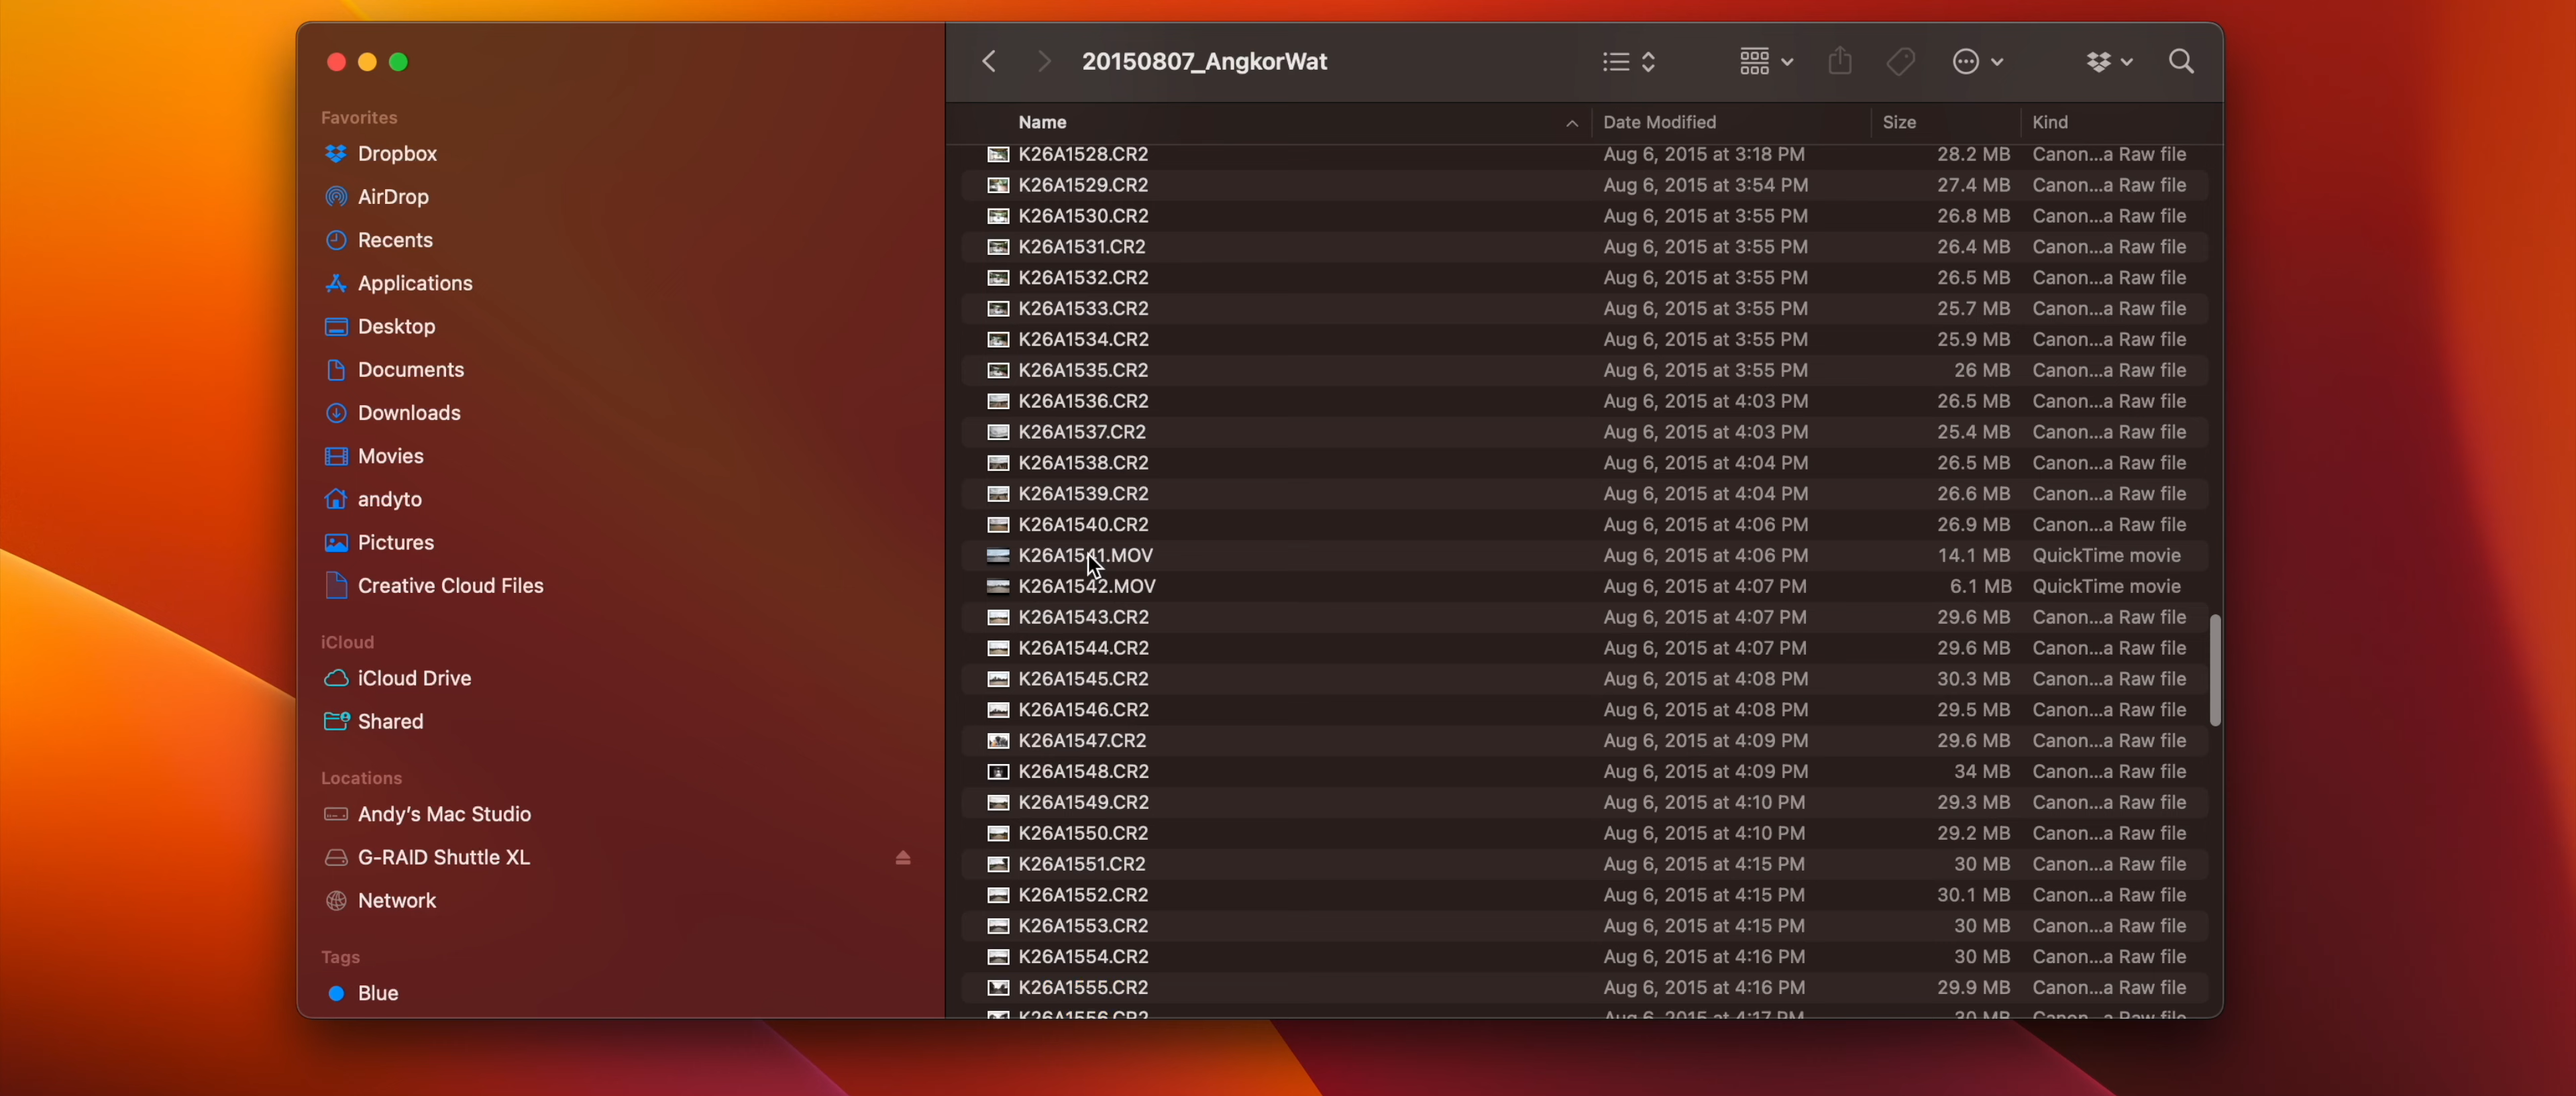 20150807_AngkorWat
Favorites
Dropbox
AirDrop
Recents
Applications
Desktop
Documents
Downloads
Movies
andyto
Pictures
Creative Cloud Files
iCloud
iCloud Drive
Shared
Locations
Andy's Mac Studio
G-RAID Shuttle XL
Network
Tags
Blue
Name Date Modified Size Kind
K26A1528.CR2 Aug 6, 2015 at 3:18 PM 28.2 MB Canon...a Raw file
K26A1529.CR2 Aug 6, 2015 at 3:54 PM 27.4 MB Canon...a Raw file
K26A1530.CR2 Aug 6, 2015 at 3:55 PM 26.8 MB Canon...a Raw file
K26A1531.CR2 Aug 6, 2015 at 3:55 PM 26.4 MB Canon...a Raw file
K26A1532.CR2 Aug 6, 2015 at 3:55 PM 26.5 MB Canon...a Raw file
K26A1533.CR2 Aug 6, 2015 at 3:55 PM 25.7 MB Canon...a Raw file
K26A1534.CR2 Aug 6, 2015 at 3:55 PM 25.9 MB Canon...a Raw file
K26A1535.CR2 Aug 6, 2015 at 3:55 PM 26 MB Canon...a Raw file
K26A1536.CR2 Aug 6, 2015 at 4:03 PM 26.5 MB Canon...a Raw file
K26A1537.CR2 Aug 6, 2015 at 4:03 PM 25.4 MB Canon...a Raw file
K26A1538.CR2 Aug 6, 2015 at 4:04 PM 26.5 MB Canon...a Raw file
K26A1539.CR2 Aug 6, 2015 at 4:04 PM 26.6 MB Canon...a Raw file
K26A1540.CR2 Aug 6, 2015 at 4:06 PM 26.9 MB Canon...a Raw file
K26A1541.MOV Aug 6, 2015 at 4:06 PM 14.1 MB QuickTime movie
K26A1542.MOV Aug 6, 2015 at 4:07 PM 6.1 MB QuickTime movie
K26A1543.CR2 Aug 6, 2015 at 4:07 PM 29.6 MB Canon...a Raw file
K26A1544.CR2 Aug 6, 2015 at 4:07 PM 29.6 MB Canon...a Raw file
K26A1545.CR2 Aug 6, 2015 at 4:08 PM 30.3 MB Canon...a Raw file
K26A1546.CR2 Aug 6, 2015 at 4:08 PM 29.5 MB Canon...a Raw file
K26A1547.CR2 Aug 6, 2015 at 4:09 PM 29.6 MB Canon...a Raw file
K26A1548.CR2 Aug 6, 2015 at 4:09 PM 34 MB Canon...a Raw file
K26A1549.CR2 Aug 6, 2015 at 4:10 PM 29.3 MB Canon...a Raw file
K26A1550.CR2 Aug 6, 2015 at 4:10 PM 29.2 MB Canon...a Raw file
K26A1551.CR2 Aug 6, 2015 at 4:15 PM 30 MB Canon...a Raw file
K26A1552.CR2 Aug 6, 2015 at 4:15 PM 30.1 MB Canon...a Raw file
K26A1553.CR2 Aug 6, 2015 at 4:15 PM 30 MB Canon...a Raw file
K26A1554.CR2 Aug 6, 2015 at 4:16 PM 30 MB Canon...a Raw file
K26A1555.CR2 Aug 6, 2015 at 4:16 PM 29.9 MB Canon...a Raw file
K26A1556.CR2 Aug 6, 2015 at 4:17 PM 30 MB Canon...a Raw file